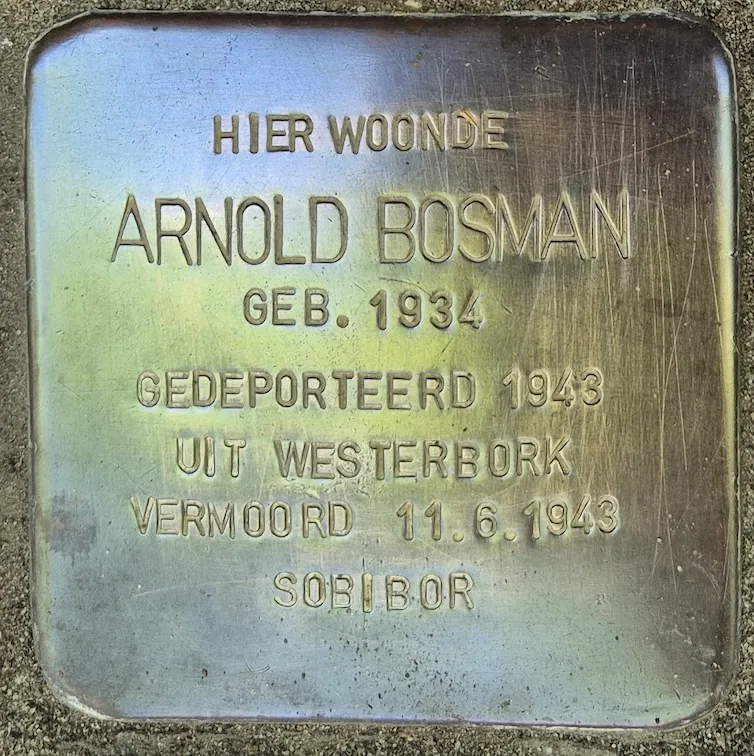 HIER WOONDE
ARNOLD BOSMAN
GEB. 1934
GEDEPORTEERD 1943
UIT WESTERBORK
VERMOORD 11.6.1943
SOBIBOR